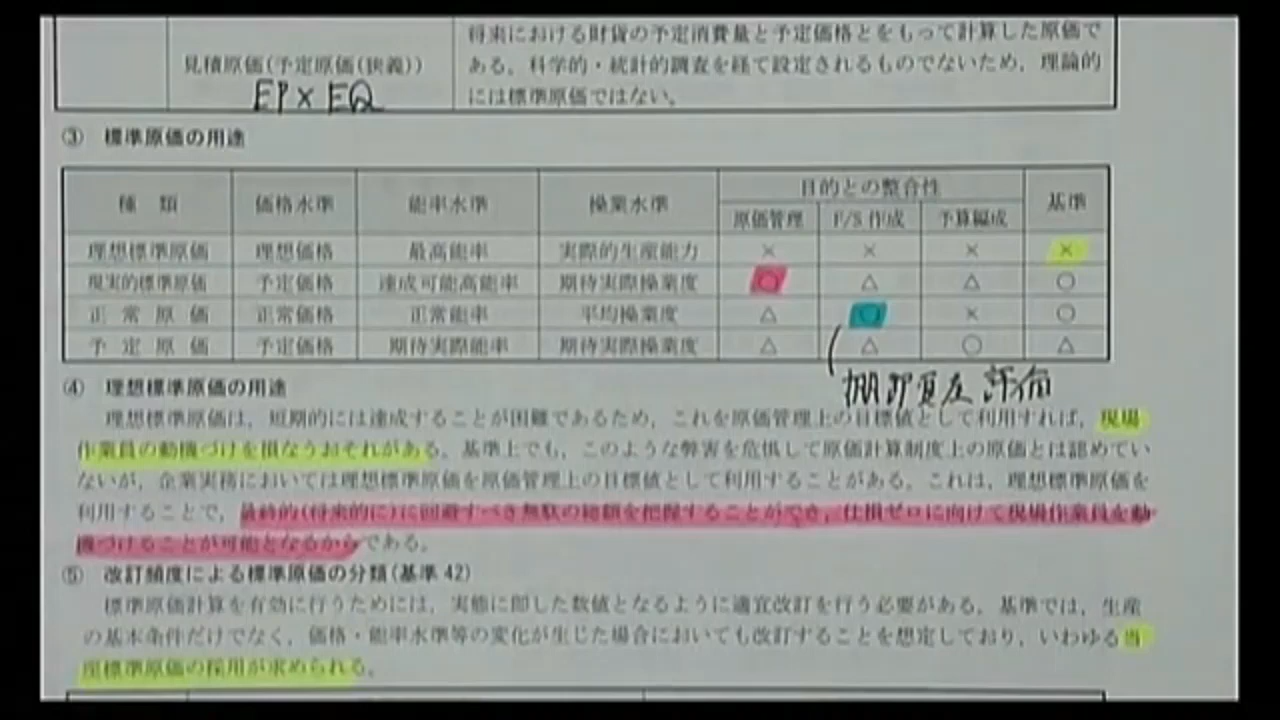 将来における財貨の予定消費量と予定価格とをもって計算した原価で
見積原価(予定原価(狭義))
ある。科学的・統計的調査を経て設定されるものでないため、理論的
には標準原価ではない。
EP×EQ
③ 標準原価の用途
種 類 価格水準 能率水準 操業水準 目的との整合性 基準
原価管理 F/S作成 予算編成
理想標準原価 理想価格 最高能率 実際的生産能力 × × × ×
現実的標準原価 予定価格 達成可能高能率 期待実際操業度 ○ △ △ ○
正常原価 正常価格 正常能率 平均操業度 △ ○ × ○
予定原価 予定価格 期待実際能率 期待実際操業度 △ △ ○ △
棚卸資産評価
④ 理想標準原価の用途
理想標準原価は、短期的には達成することが困難であるため、これを原価管理上の目標値として利用すれば、現場
作業員の動機づけを損なうおそれがある。基準上でも、このような弊害を危惧して原価計算制度上の原価とは認めてい
ないが、企業実務においては理想標準原価を原価管理上の目標値として利用することがある。これは、理想標準原価を
利用することで、最終的(将来的に)に回避すべき無駄の総額を把握することができ、仕損ゼロに向けて現場作業員を動
機づけることが可能となるからである。
⑤ 改訂頻度による標準原価の分類(基準42)
標準原価計算を有効に行うためには、実態に即した数値となるように適宜改訂を行う必要がある。基準では、生産
の基本条件だけでなく、価格・能率水準等の変化が生じた場合においても改訂することを想定しており、いわゆる当
座標準原価の採用が求められる。